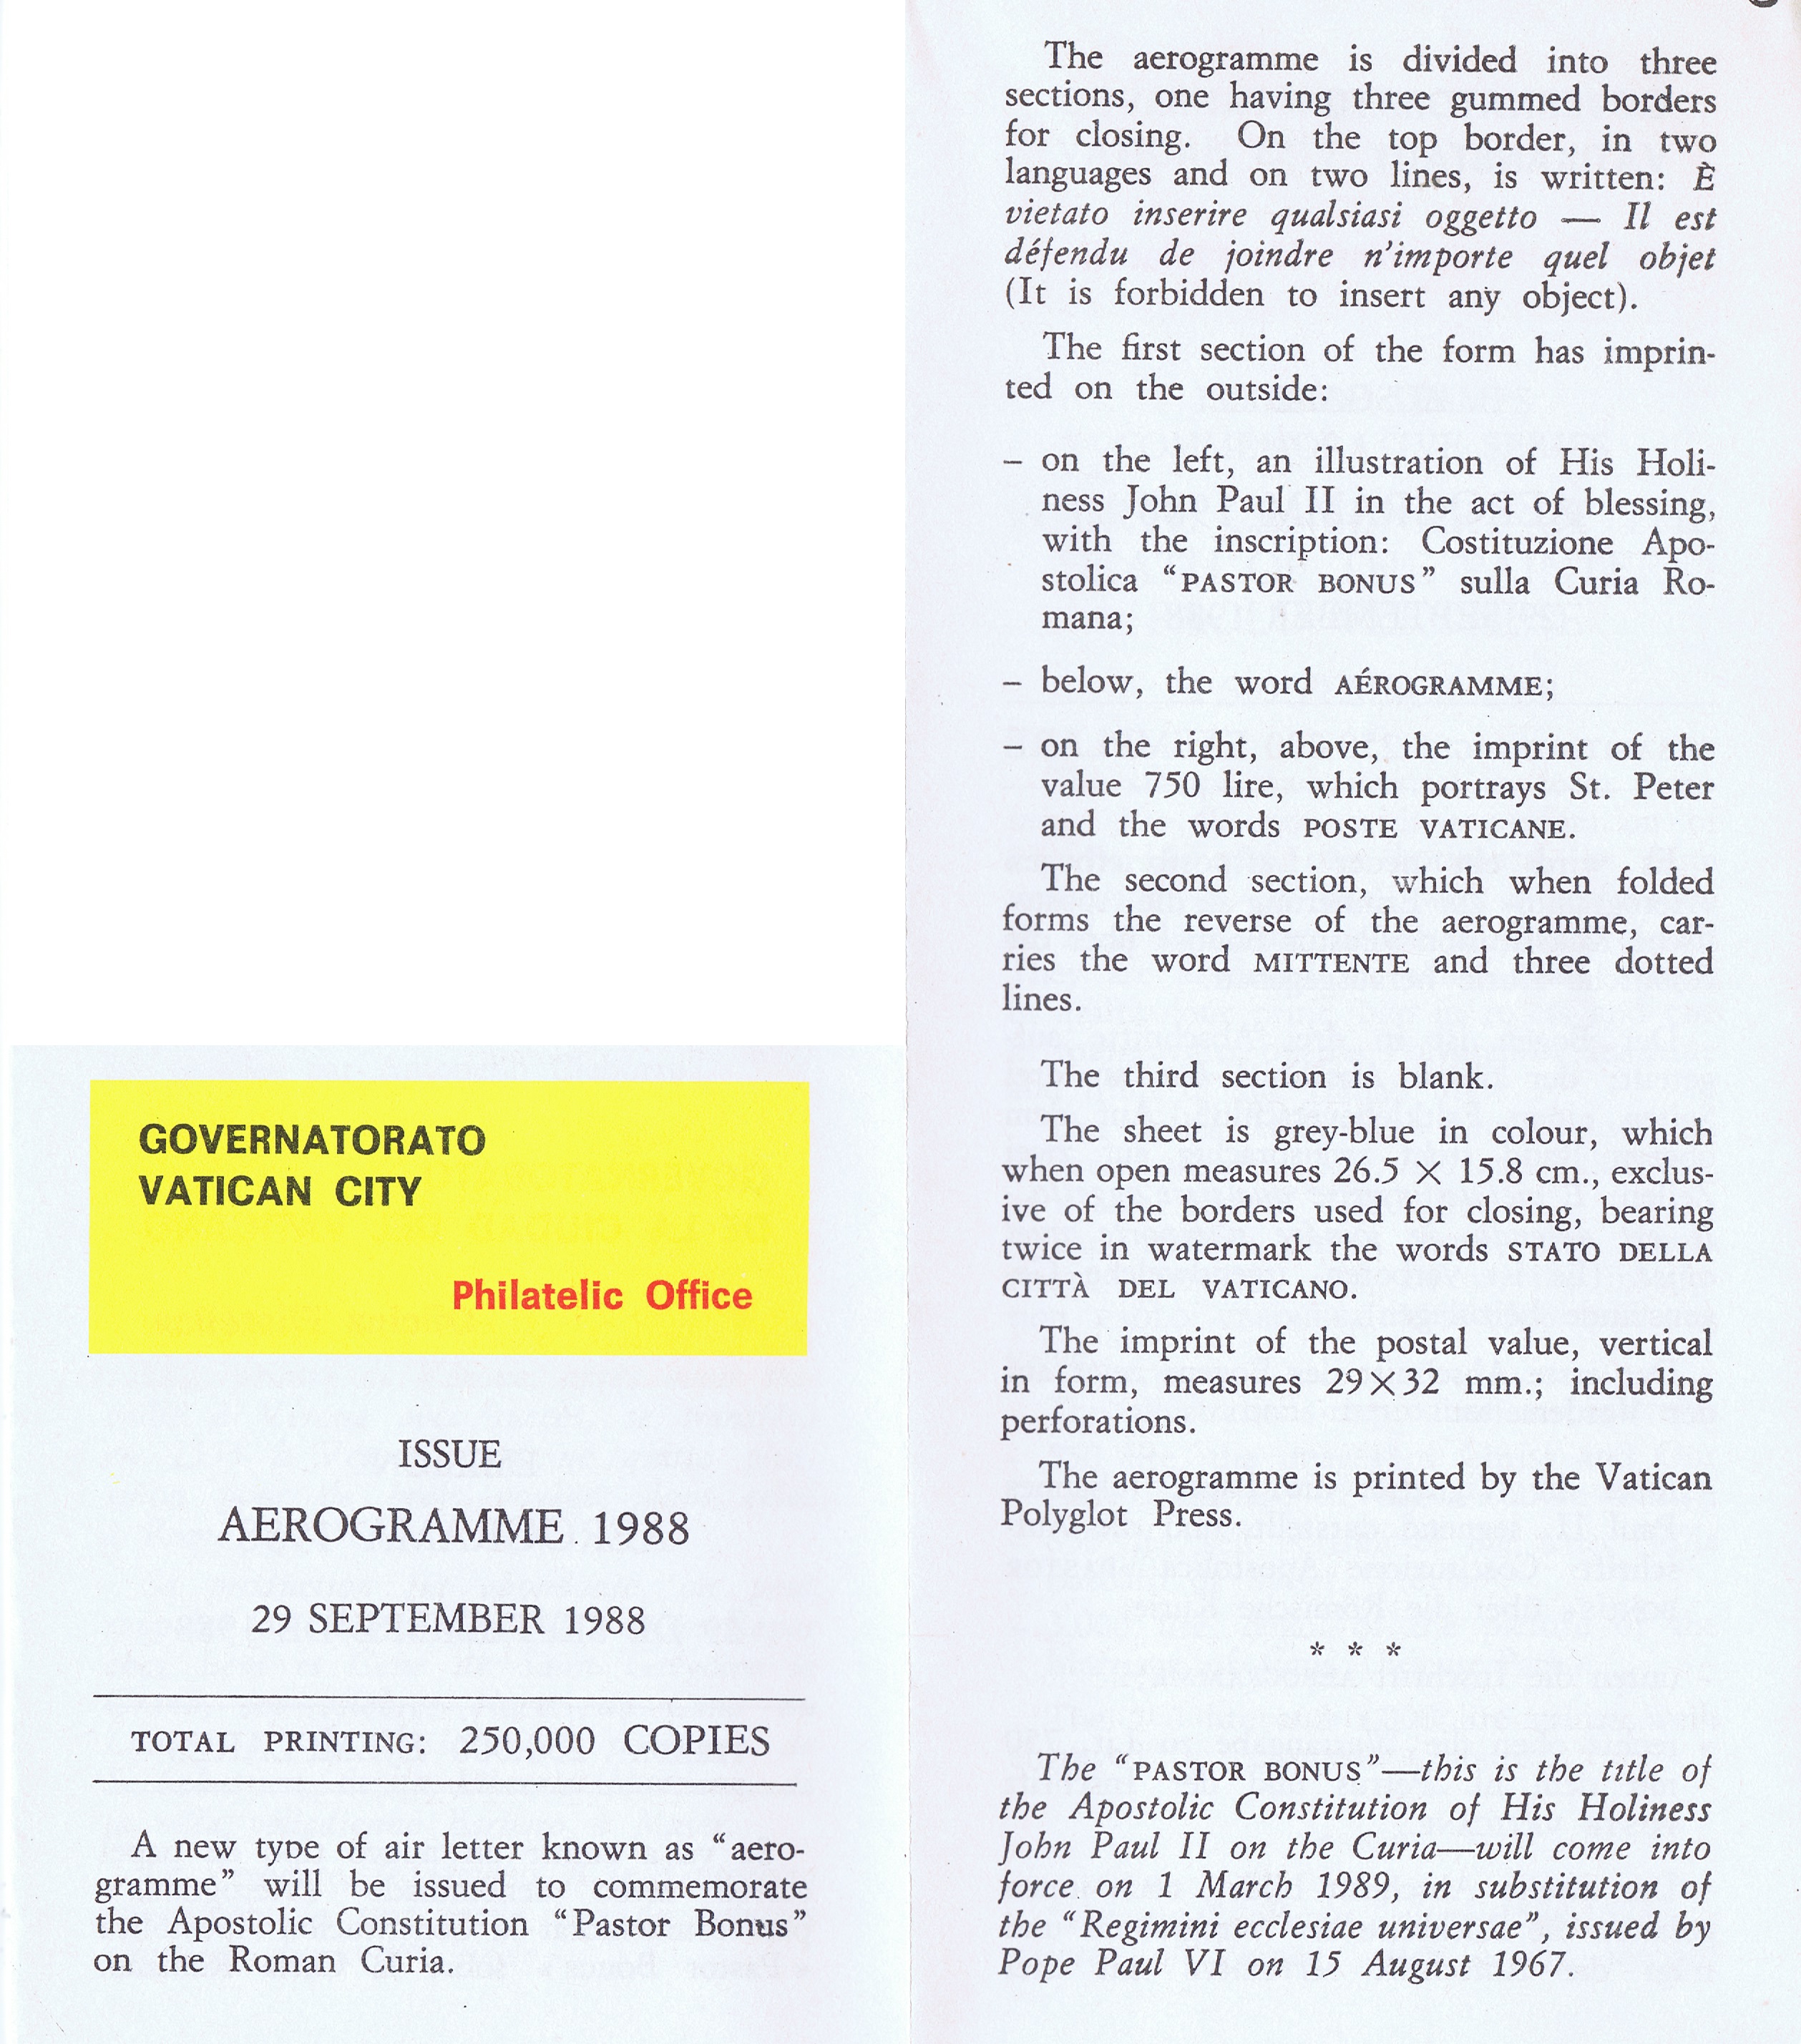 GOVERNATORATO
VATICAN CITY
Philatelic Office
ISSUE
AEROGRAMME 1988
29 SEPTEMBER 1988
TOTAL PRINTING: 250,000 COPIES
A new type of air letter known as “aero-
gramme” will be issued to commemorate
the Apostolic Constitution “Pastor Bonus”
on the Roman Curia.
The aerogramme is divided into three
sections, one having three gummed borders
for closing. On the top border, in two
languages and on two lines, is written: È
vietato inserire qualsiasi oggetto — Il est
défendu de joindre n’importe quel objet
(It is forbidden to insert any object).
The first section of the form has imprin-
ted on the outside:
– on the left, an illustration of His Holi-
ness John Paul II in the act of blessing,
with the inscription: Costituzione Apo-
stolica “PASTOR BONUS” sulla Curia Ro-
mana;
– below, the word AÉROGRAMME;
– on the right, above, the imprint of the
value 750 lire, which portrays St. Peter
and the words POSTE VATICANE.
The second section, which when folded
forms the reverse of the aerogramme, car-
ries the word MITTENTE and three dotted
lines.
The third section is blank.
The sheet is grey-blue in colour, which
when open measures 26.5 × 15.8 cm., exclus-
ive of the borders used for closing, bearing
twice in watermark the words STATO DELLA
CITTÀ DEL VATICANO.
The imprint of the postal value, vertical
in form, measures 29×32 mm.; including
perforations.
The aerogramme is printed by the Vatican
Polyglot Press.
* * *
The “PASTOR BONUS”—this is the title of
the Apostolic Constitution of His Holiness
John Paul II on the Curia—will come into
force on 1 March 1989, in substitution of
the “Regimini ecclesiae universae”, issued by
Pope Paul VI on 15 August 1967.